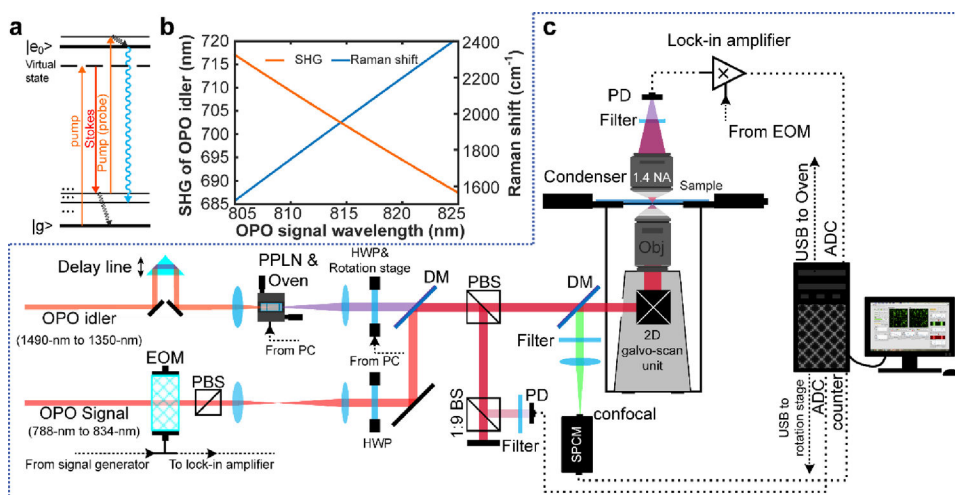 a
|e₀>
Virtual
state
pump
Stokes
Pump (probe)
...
...
|g>
b
SHG of OPO idler (nm)
720
710
705
700
695
690
685
SHG
Raman shift
2400
2200
2000
1800
1600
Raman shift (cm⁻¹)
805
810
815
820
825
OPO signal wavelength (nm)
c
Lock-in amplifier
PD
Filter
From EOM
1.4 NA
Condenser
Sample
Obj
USB to Oven
ADC
Delay line
PPLN &
Oven
HWP&
Rotation stage
DM
PBS
DM
OPO idler
(1490-nm to 1350-nm)
From PC
From PC
Filter
2D
galvo-scan
unit
EOM
PBS
OPO Signal
(788-nm to 834-nm)
HWP
1:9 BS
PD
Filter
confocal
SPCM
USB to
rotation stage
ADC
counter
From signal generator
To lock-in amplifier